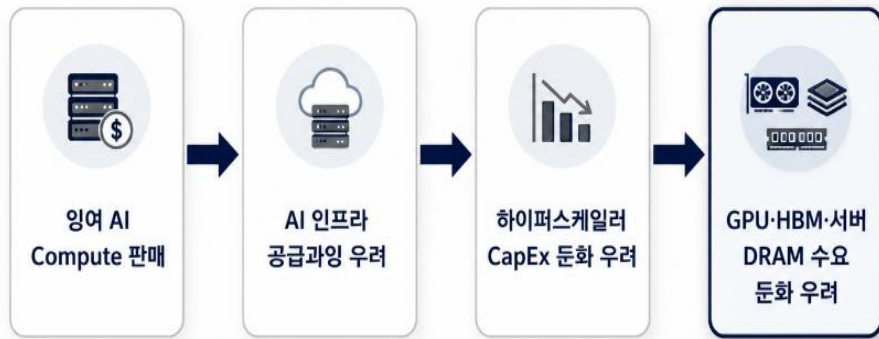 $
잉여 AI
Compute 판매
AI 인프라
공급과잉 우려
하이퍼스케일러
CapEx 둔화 우려
GPU·HBM·서버
DRAM 수요
둔화 우려